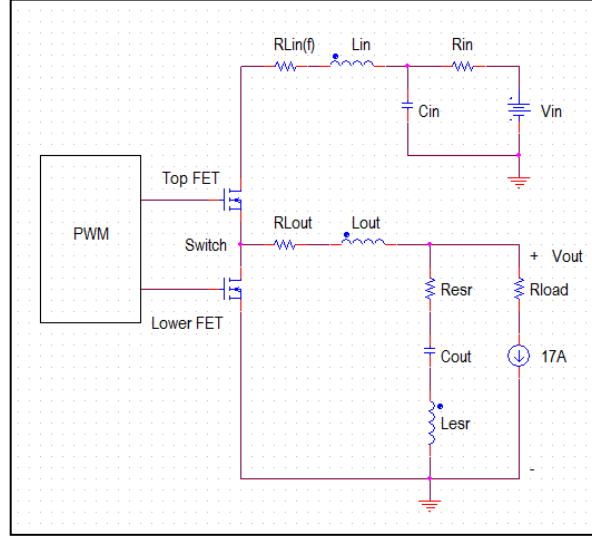 RLin(f) Lin Rin
Cin Vin
Top FET
PWM
Switch
RLout Lout
+ Vout
Resr Rload
Lower FET
Cout 17A
Lesr
-